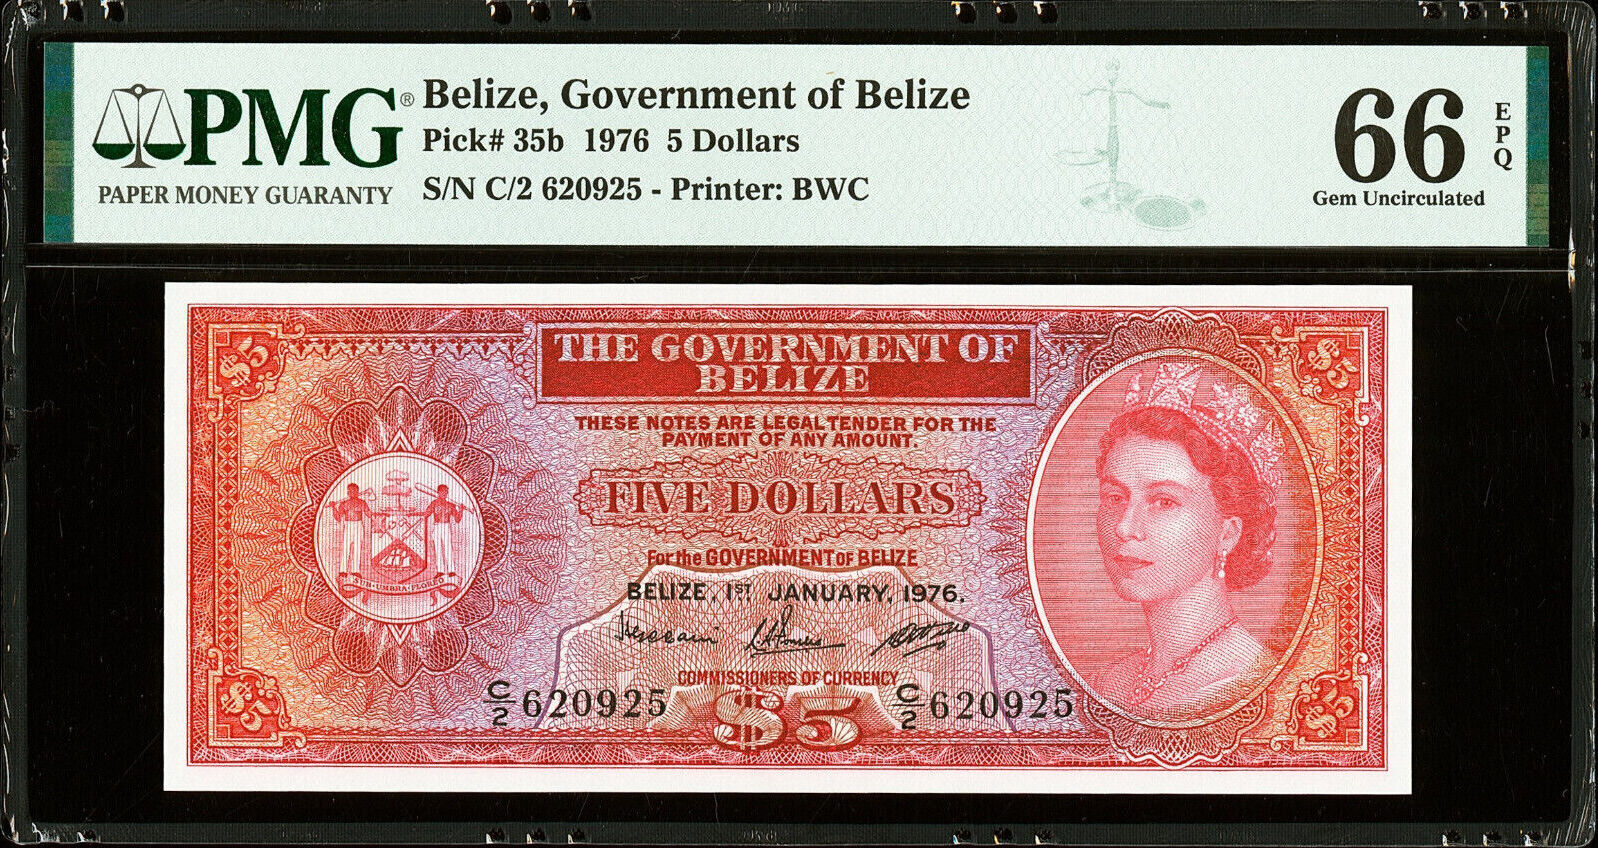 PMG®
PAPER MONEY GUARANTY
Belize, Government of Belize
Pick# 35b 1976 5 Dollars
S/N C/2 620925 - Printer: BWC
66
EPQ
Gem Uncirculated
$5
$5
THE GOVERNMENT OF
BELIZE
THESE NOTES ARE LEGAL TENDER FOR THE
PAYMENT OF ANY AMOUNT.
FIVE DOLLARS
For the GOVERNMENT of BELIZE
BELIZE, 1ST JANUARY, 1976.
SUB·UMBRA·FLOREO
COMMISSIONERS OF CURRENCY
C/2 620925
C/2 620925
$5
$5